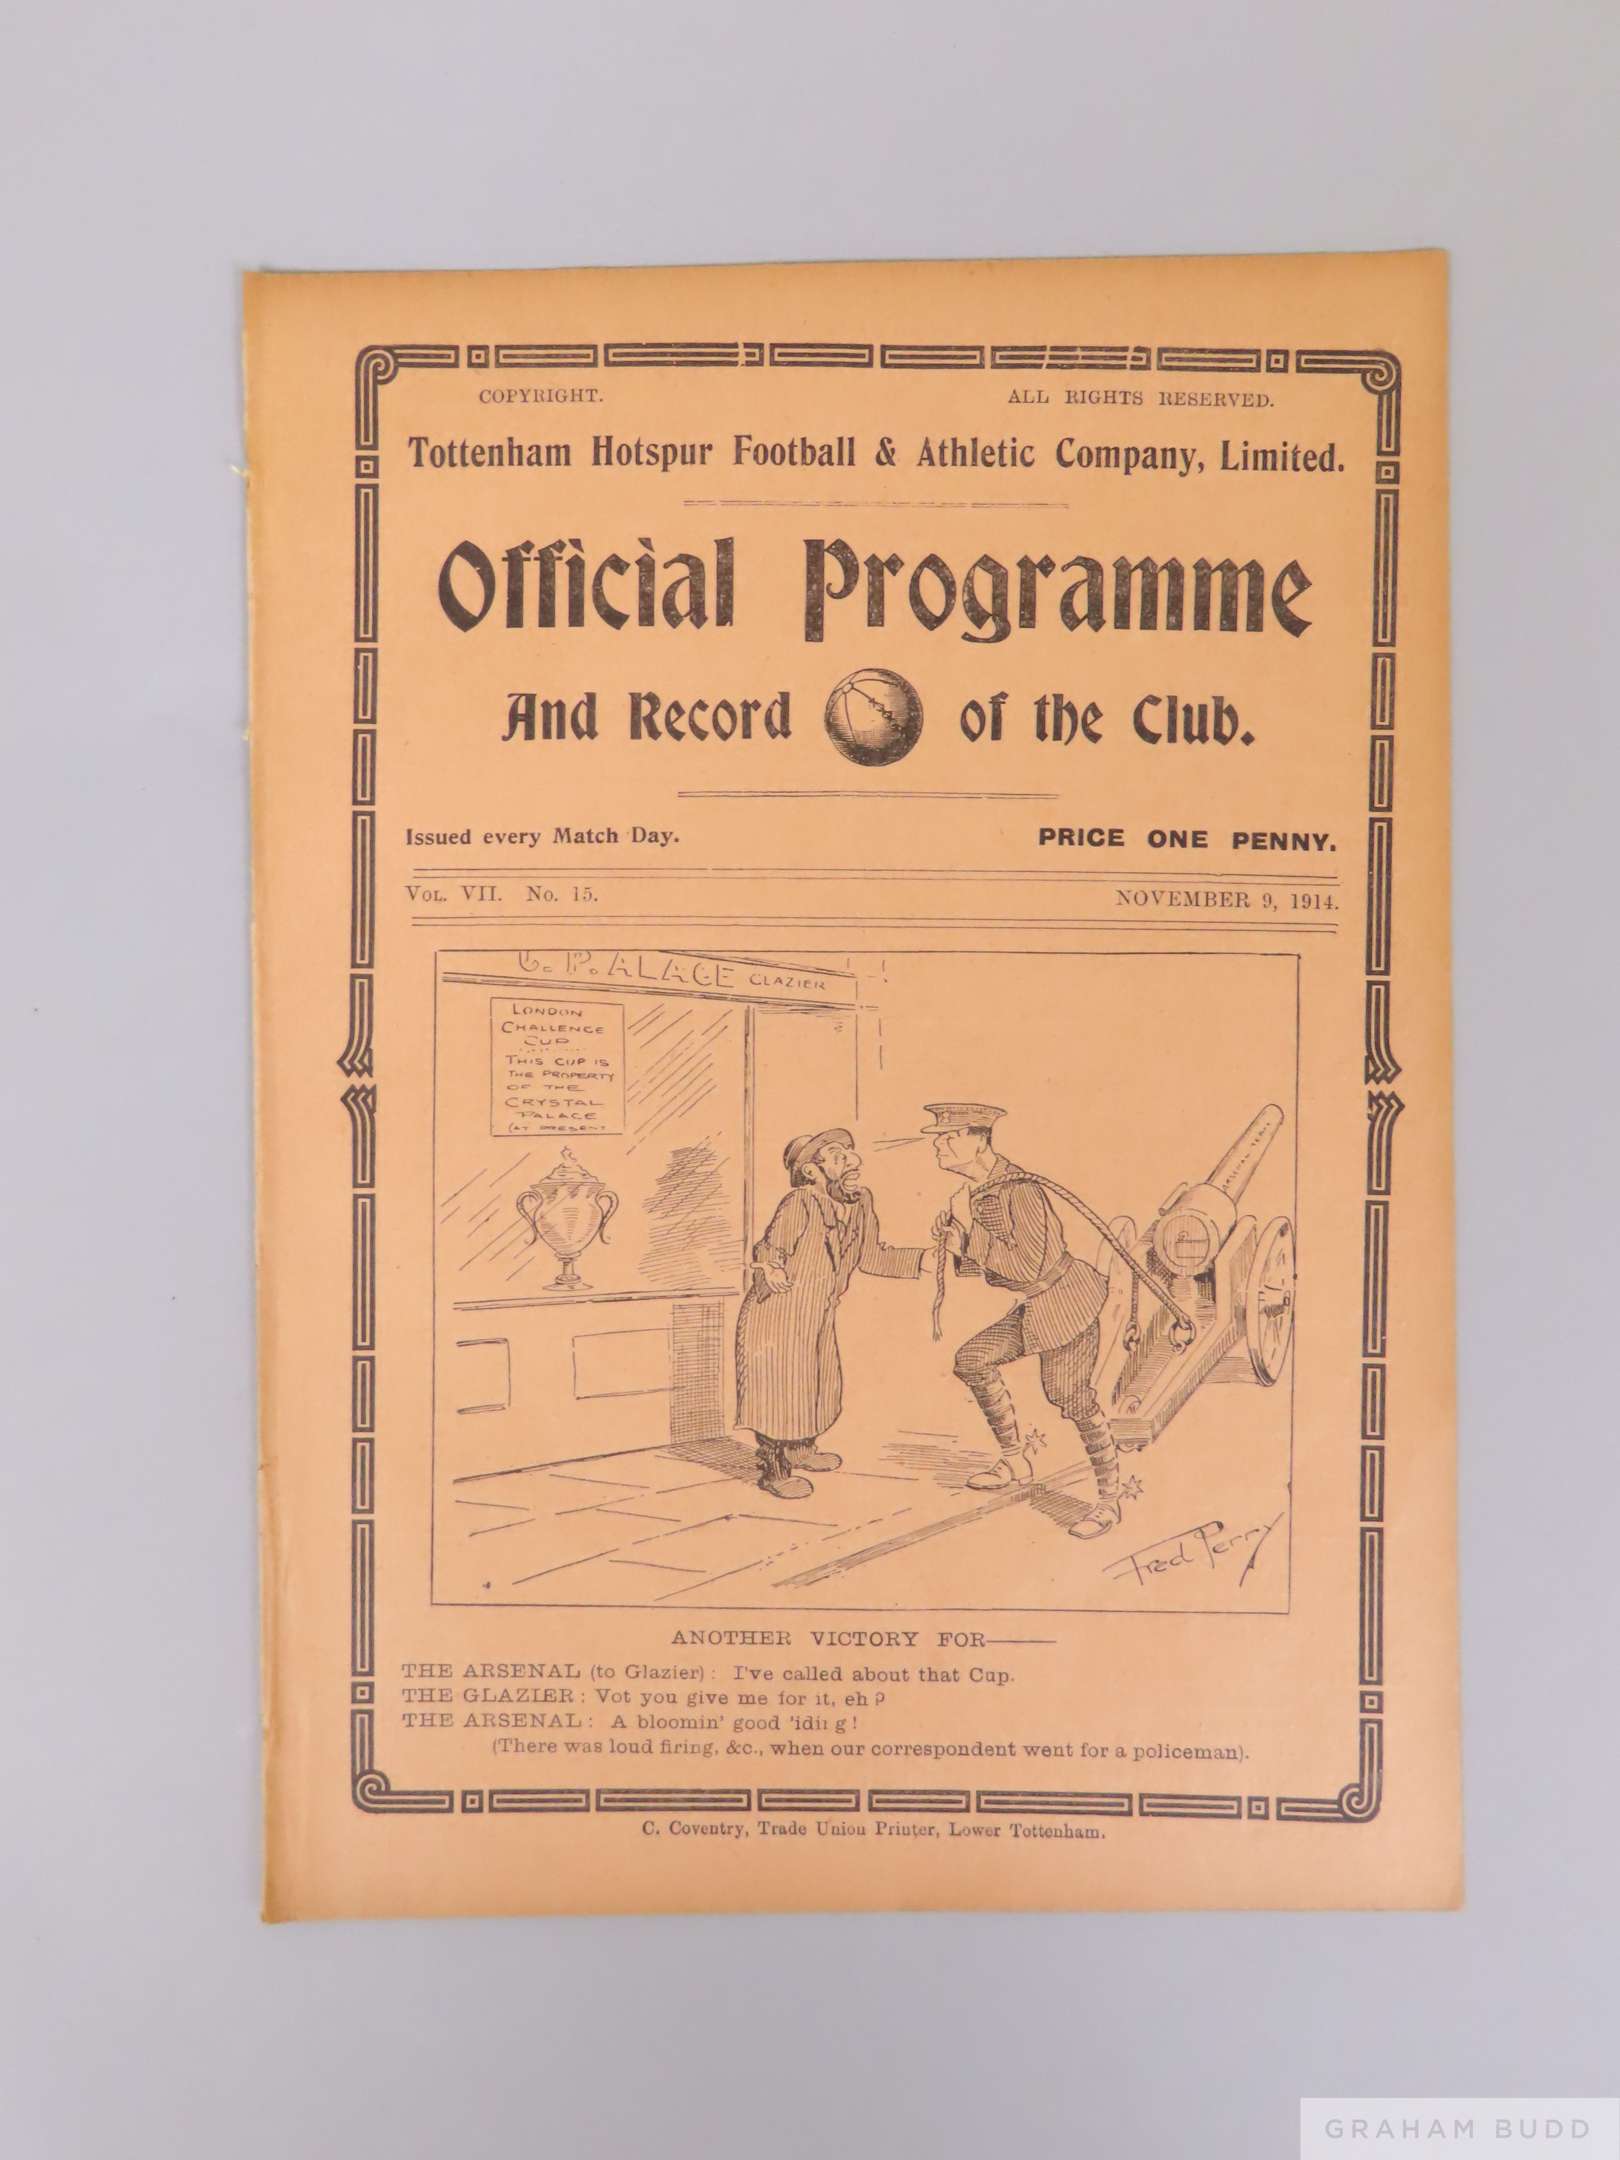 COPYRIGHT. ALL RIGHTS RESERVED.
Tottenham Hotspur Football & Athletic Company, Limited.
Official Programme
And Record of the Club.
Issued every Match Day. PRICE ONE PENNY.
VOL. VII. No. 15. NOVEMBER 9, 1914.
C. P. ALACE GLAZIER
LONDON
CHALLENGE
CUP
THIS CUP IS
THE PROPERTY
OF THE
CRYSTAL
PALACE
(AT PRESENT
ARSENAL TEAM
Fred Perry
ANOTHER VICTORY FOR——
THE ARSENAL (to Glazier): I've called about that Cup.
THE GLAZIER: Vot you give me for it, eh?
THE ARSENAL: A bloomin' good 'iding!
(There was loud firing, &c., when our correspondent went for a policeman).
C. Coventry, Trade Union Printer, Lower Tottenham.
GRAHAM BUDD